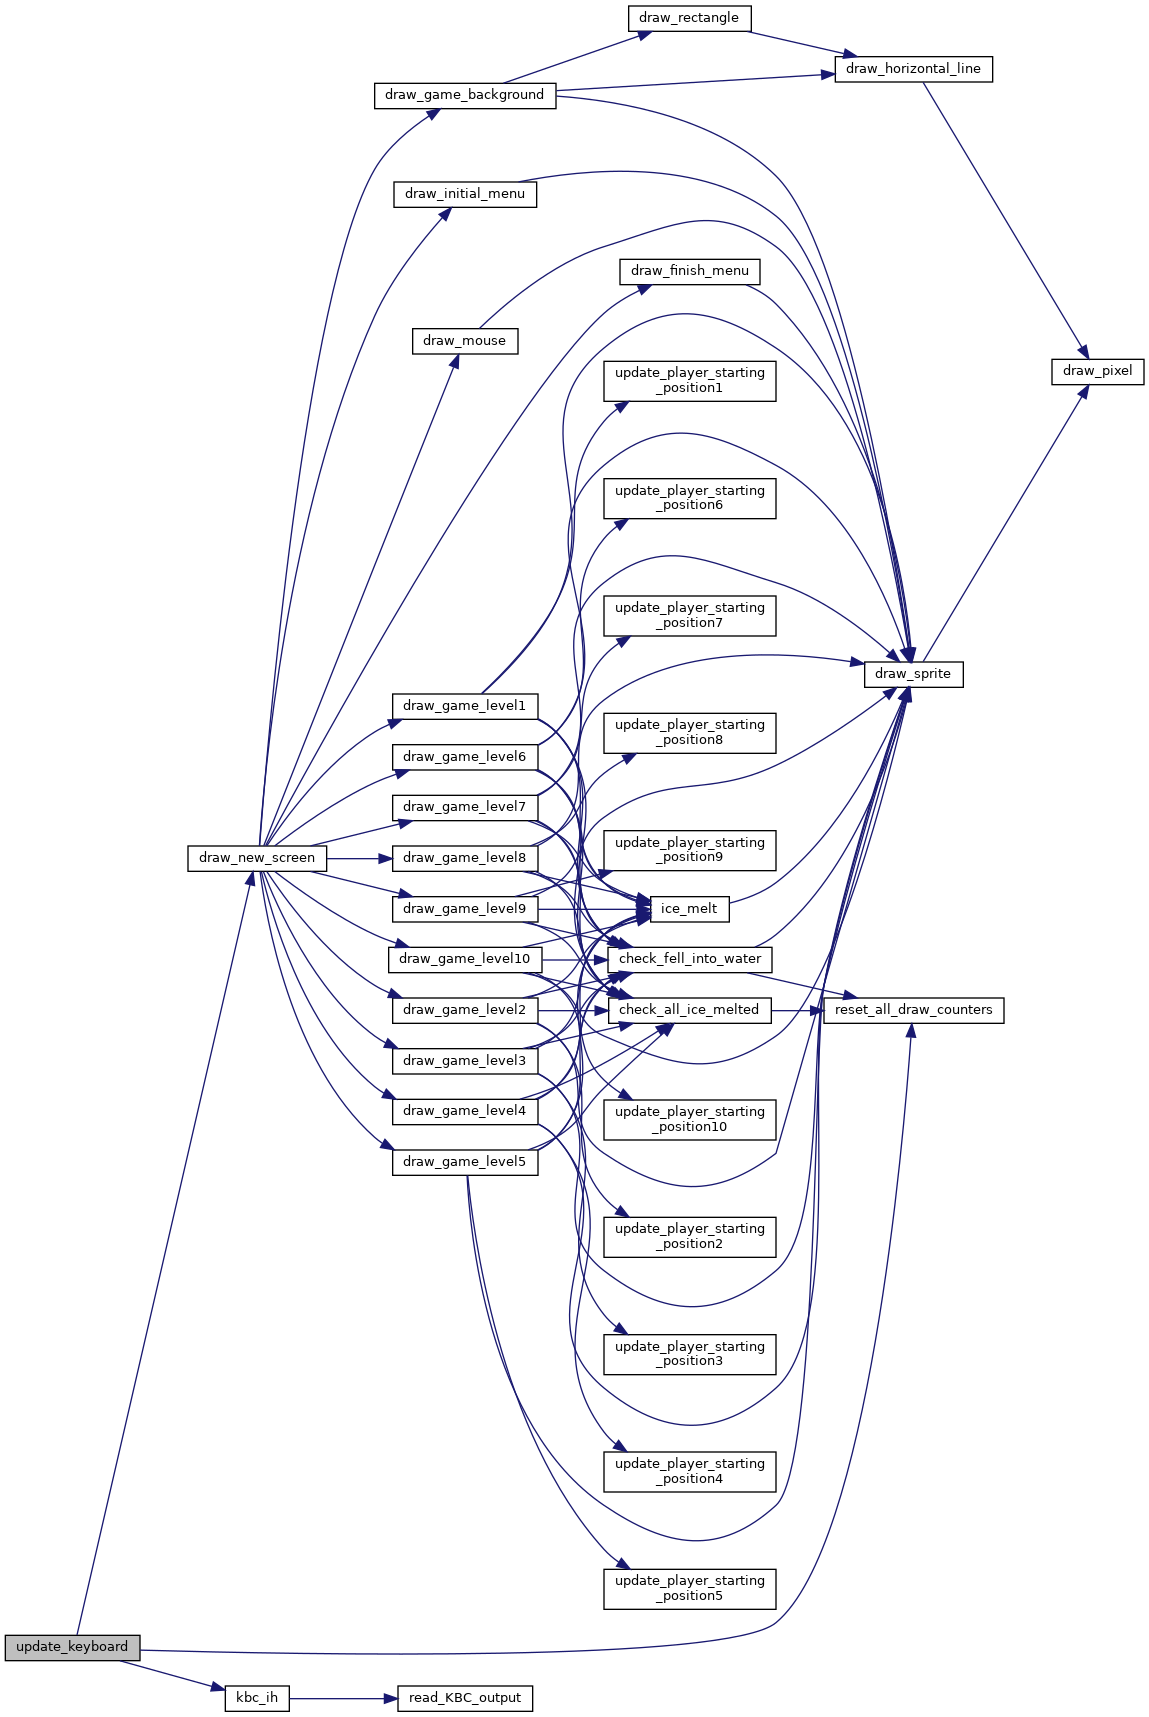 draw_rectangle
draw_horizontal_line
draw_game_background
draw_initial_menu
draw_finish_menu
draw_mouse
draw_pixel
update_player_starting
_position1
update_player_starting
_position6
update_player_starting
_position7
draw_sprite
draw_game_level1
update_player_starting
_position8
draw_game_level6
draw_game_level7
update_player_starting
_position9
draw_new_screen
draw_game_level8
draw_game_level9
ice_melt
draw_game_level10
check_fell_into_water
draw_game_level2
check_all_ice_melted
reset_all_draw_counters
draw_game_level3
draw_game_level4
update_player_starting
_position10
draw_game_level5
update_player_starting
_position2
update_player_starting
_position3
update_player_starting
_position4
update_player_starting
_position5
update_keyboard
kbc_ih
read_KBC_output